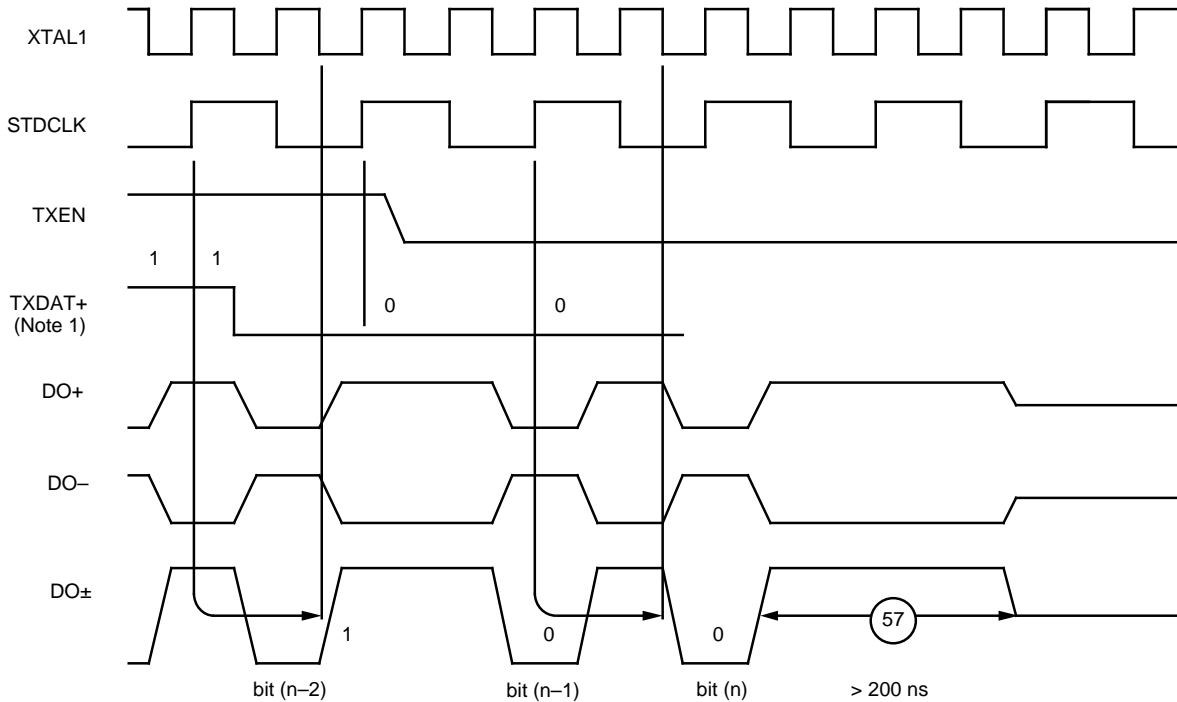 XTAL1
STDCLK
TXEN
1 1
TXDAT+
(Note 1)
0 0
DO+
DO–
DO±
1 0 0 57
bit (n–2) bit (n–1) bit (n) > 200 ns